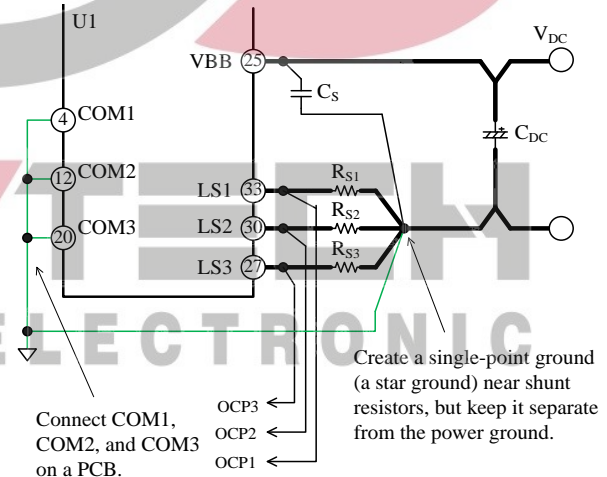 U1
VDC
VBB 25
CS
4 COM1
CDC
12 COM2
RS1
LS1 33
RS2
LS2 30
20 COM3
RS3
LS3 27
TECH
ELECTRONIC
Create a single-point ground
(a star ground) near shunt
resistors, but keep it separate
from the power ground.
Connect COM1,
COM2, and COM3
on a PCB.
OCP3
OCP2
OCP1